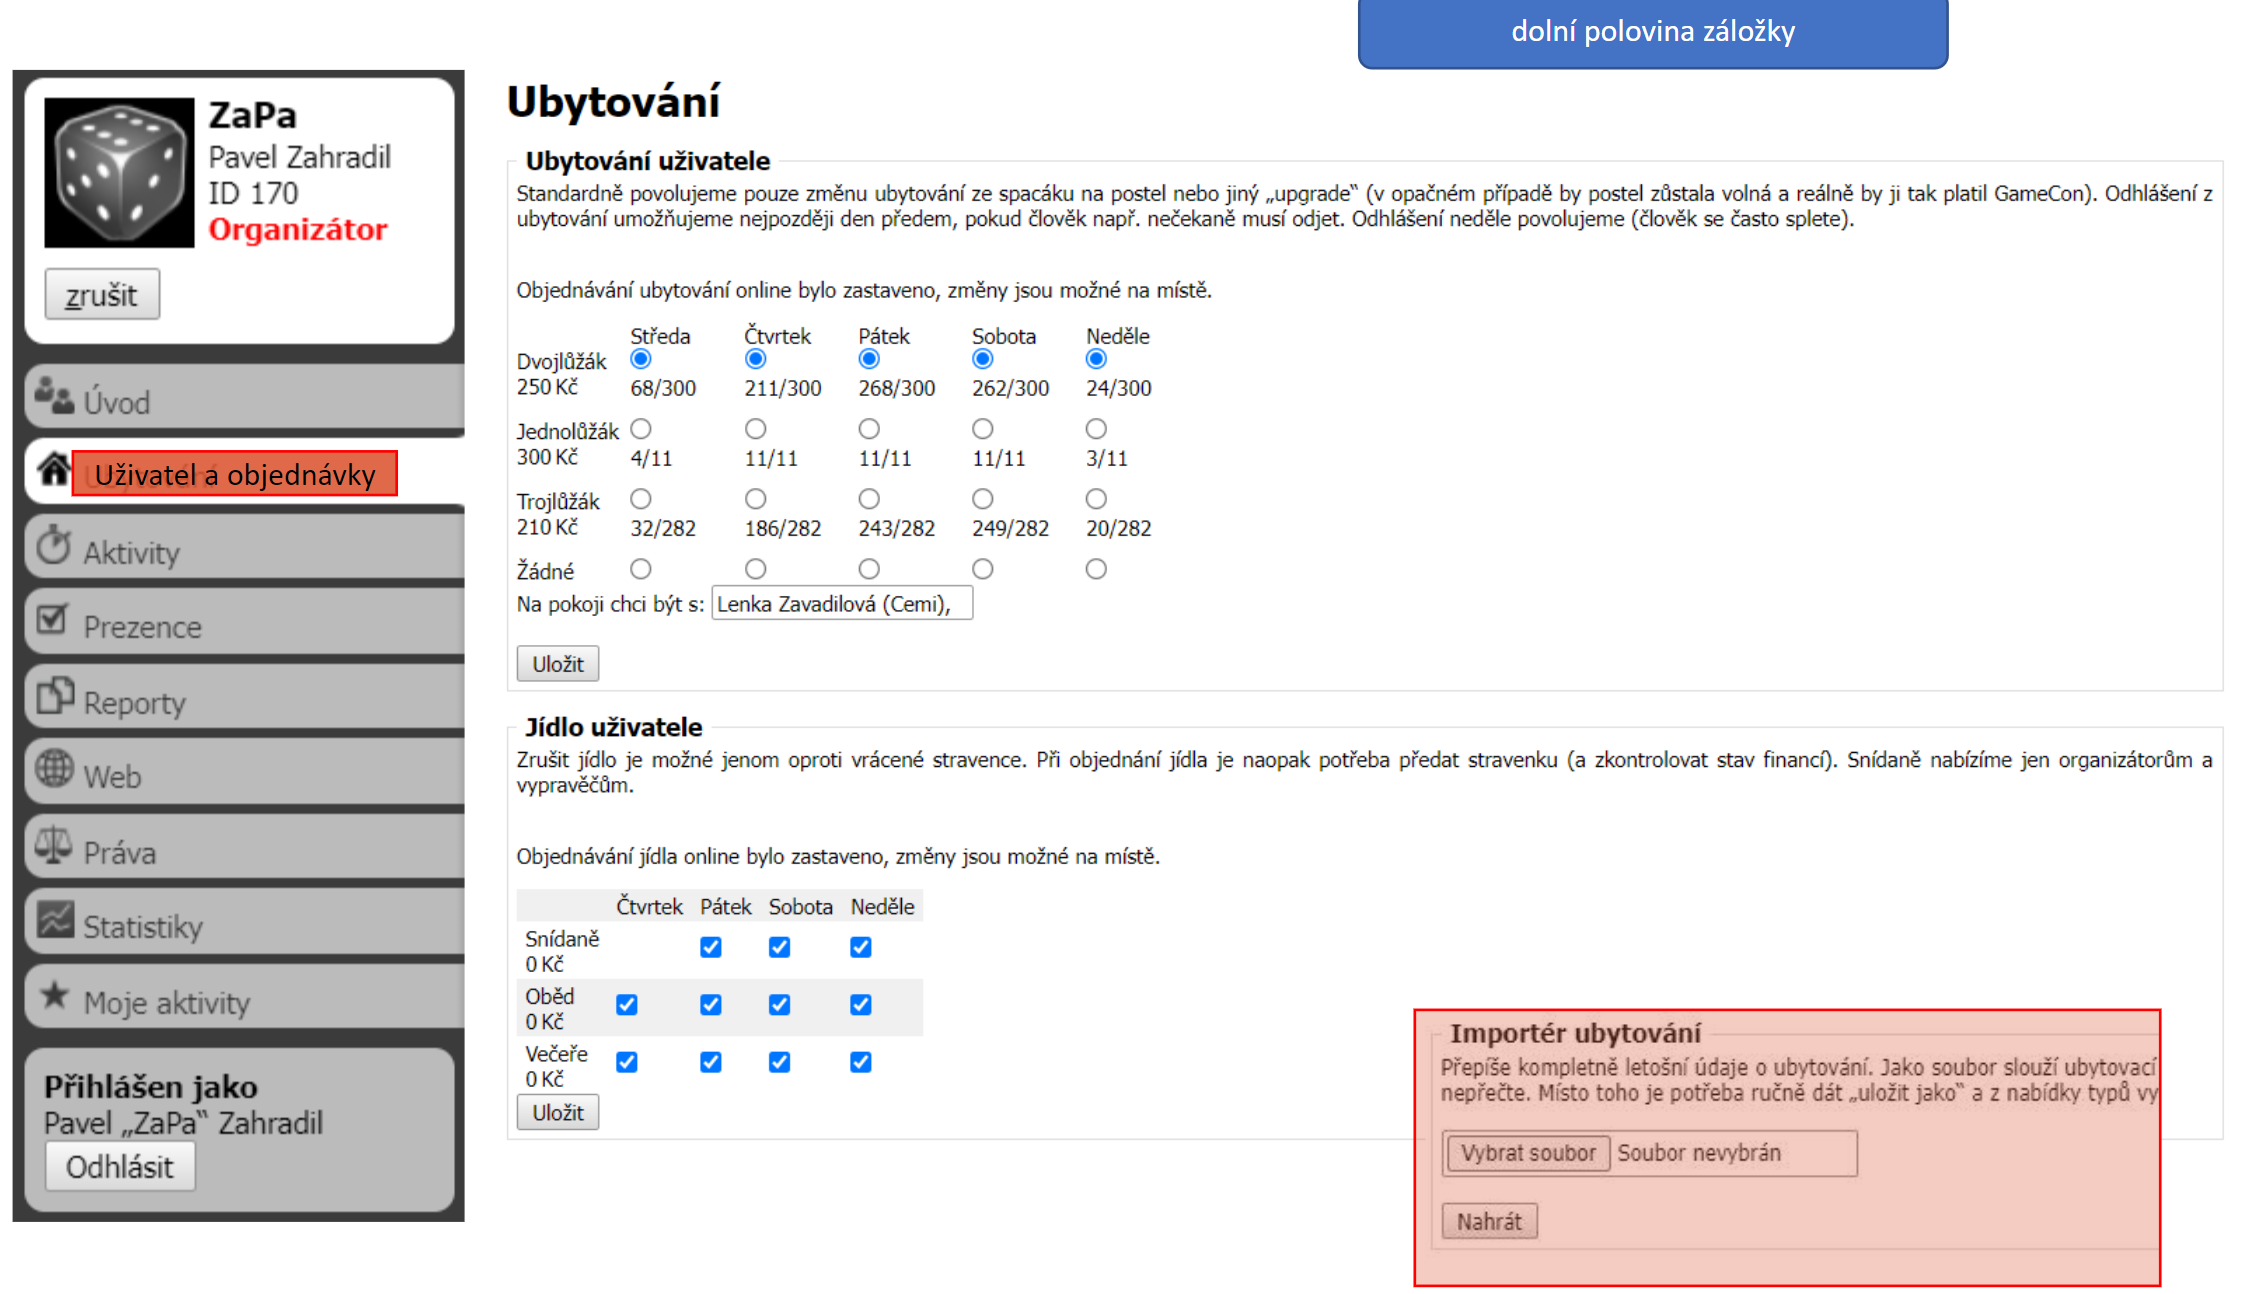 dolní polovina záložky
ZaPa
Pavel Zahradil
ID 170
Organizátor
zrušit
Úvod
Uživatel a objednávky
Aktivity
Prezence
Reporty
Web
Práva
Statistiky
Moje aktivity
Přihlášen jako
Pavel „ZaPa“ Zahradil
Odhlásit
Ubytování
Ubytování uživatele
Standardně povolujeme pouze změnu ubytování ze spacáku na postel nebo jiný „upgrade“ (v opačném případě by postel zůstala volná a reálně by ji tak platil GameCon). Odhlášení z
ubytování umožňujeme nejpozději den předem, pokud člověk např. nečekaně musí odjet. Odhlášení neděle povolujeme (člověk se často splete).
Objednávání ubytování online bylo zastaveno, změny jsou možné na místě.
Středa Čtvrtek Pátek Sobota Neděle
Dvojlůžák
250 Kč 68/300 211/300 268/300 262/300 24/300
Jednolůžák
300 Kč 4/11 11/11 11/11 11/11 3/11
Trojlůžák
210 Kč 32/282 186/282 243/282 249/282 20/282
Žádné
Na pokoji chci být s: Lenka Zavadilová (Cemi),
Uložit
Jídlo uživatele
Zrušit jídlo je možné jenom oproti vrácené stravence. Při objednání jídla je naopak potřeba předat stravenku (a zkontrolovat stav financí). Snídaně nabízíme jen organizátorům a
vypravěčům.
Objednávání jídla online bylo zastaveno, změny jsou možné na místě.
Čtvrtek Pátek Sobota Neděle
Snídaně
0 Kč
Oběd
0 Kč
Večeře
0 Kč
Uložit
Importér ubytování
Přepíše kompletně letošní údaje o ubytování. Jako soubor slouží ubytovací
nepřečte. Místo toho je potřeba ručně dát „uložit jako“ a z nabídky typů vy
Vybrat soubor Soubor nevybrán
Nahrát